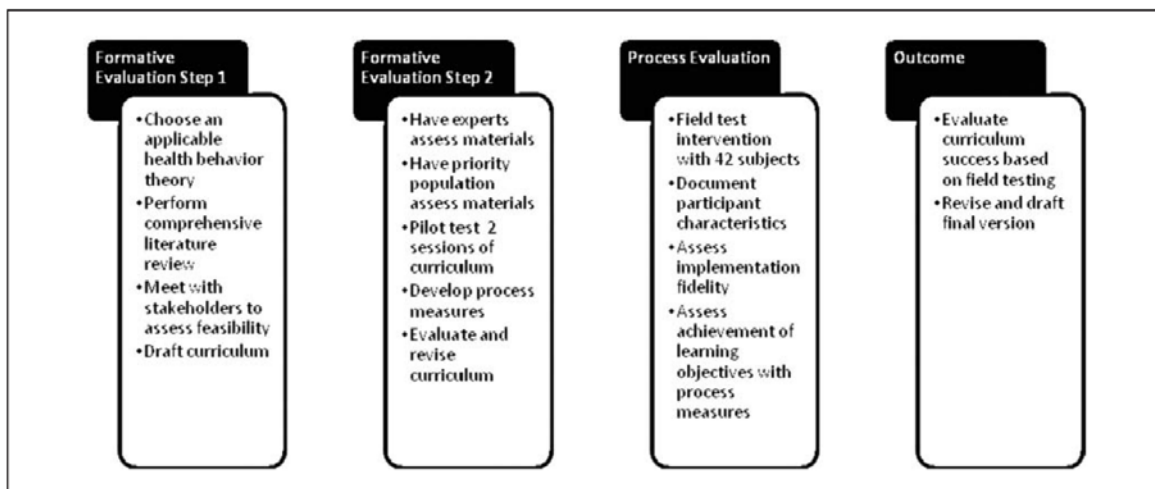 Formative
Evaluation Step 1
•Choose an
applicable
health behavior
theory
•Perform
comprehensive
literature
review
•Meet with
stakeholders to
assess feasibility
•Draft curriculum
Formative
Evaluation Step 2
•Have experts
assess materials
•Have priority
population
assess materials
•Pilot test 2
sessions of
curriculum
•Develop process
measures
•Evaluate and
revise
curriculum
Process Evaluation
•Field test
intervention
with 42 subjects
•Document
participant
characteristics
•Assess
implementation
fidelity
•Assess
achievement of
learning
objectives with
process
measures
Outcome
•Evaluate
curriculum
success based
on field testing
•Revise and draft
final version